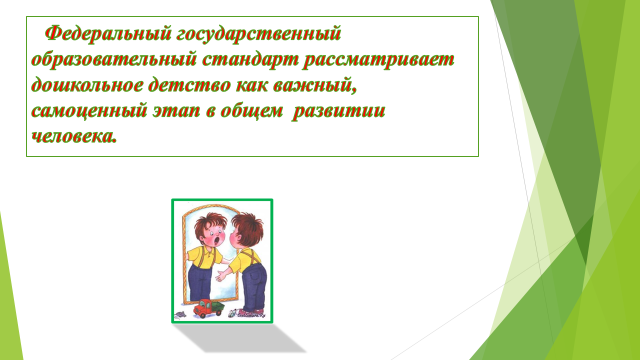 Федеральный государственный
образовательный стандарт рассматривает
дошкольное детство как важный,
самоценный этап в общем развитии
человека.